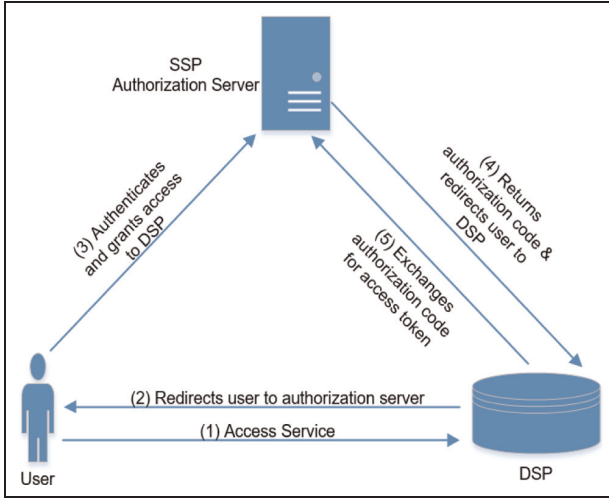 SSP
Authorization Server
(3) Authenticates
and grants access
to DSP
(4) Returns
authorization code &
redirects user to
DSP
(5) Exchanges
authorization code
for access token
(2) Redirects user to authorization server
(1) Access Service
User
DSP